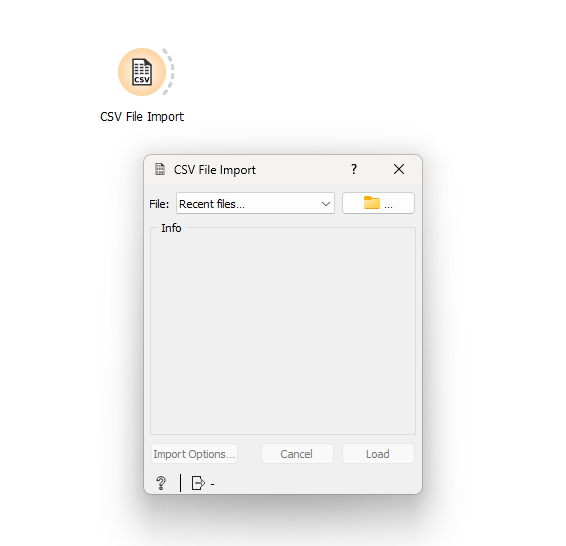 CSV
CSV File Import
CSV File Import ?
File: Recent files... ...
Info
Import Options... Cancel Load
? | -